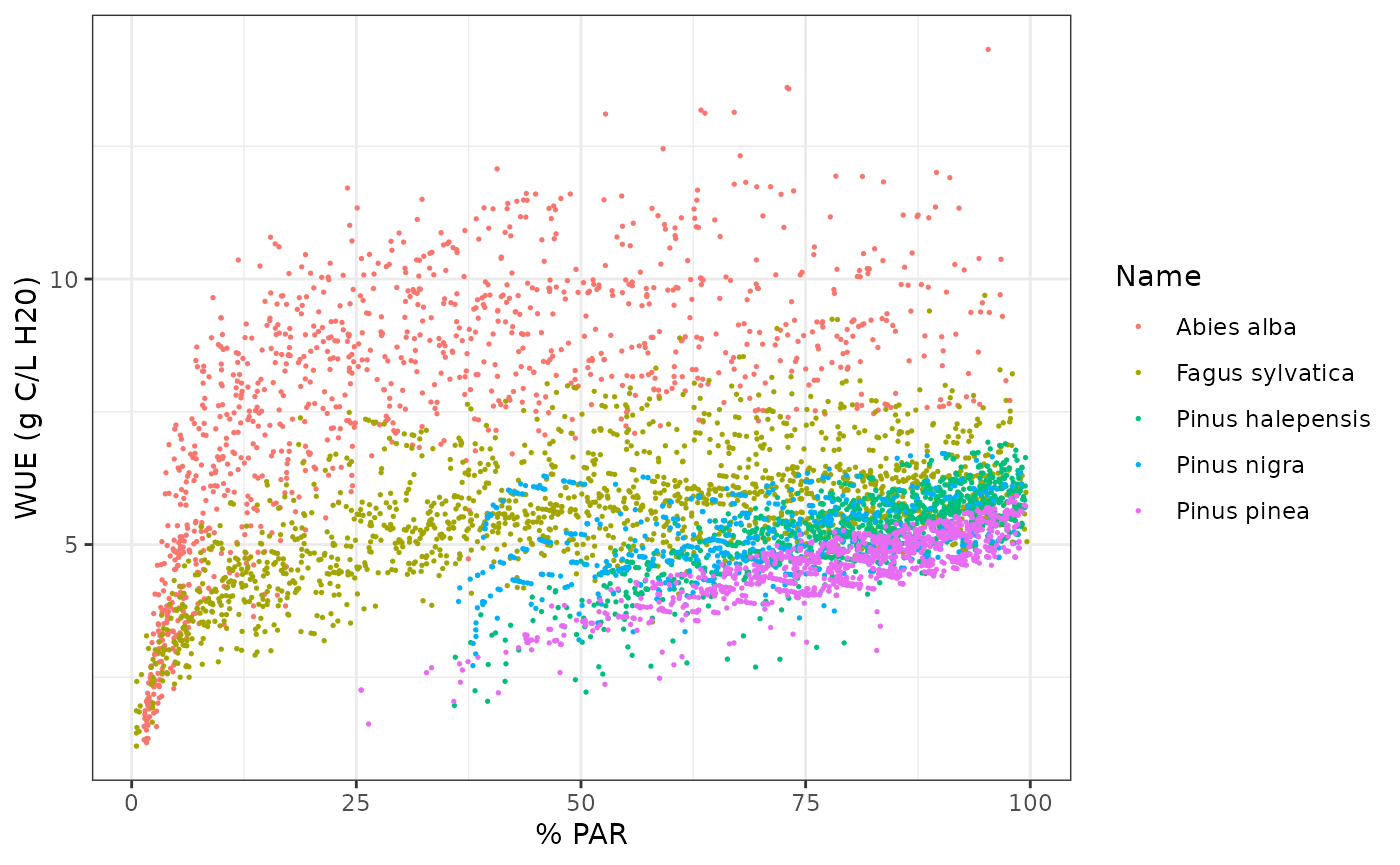 WUE (g C/L H20)
10
5
0 25 50 75 100
% PAR
Name
Abies alba
Fagus sylvatica
Pinus halepensis
Pinus nigra
Pinus pinea